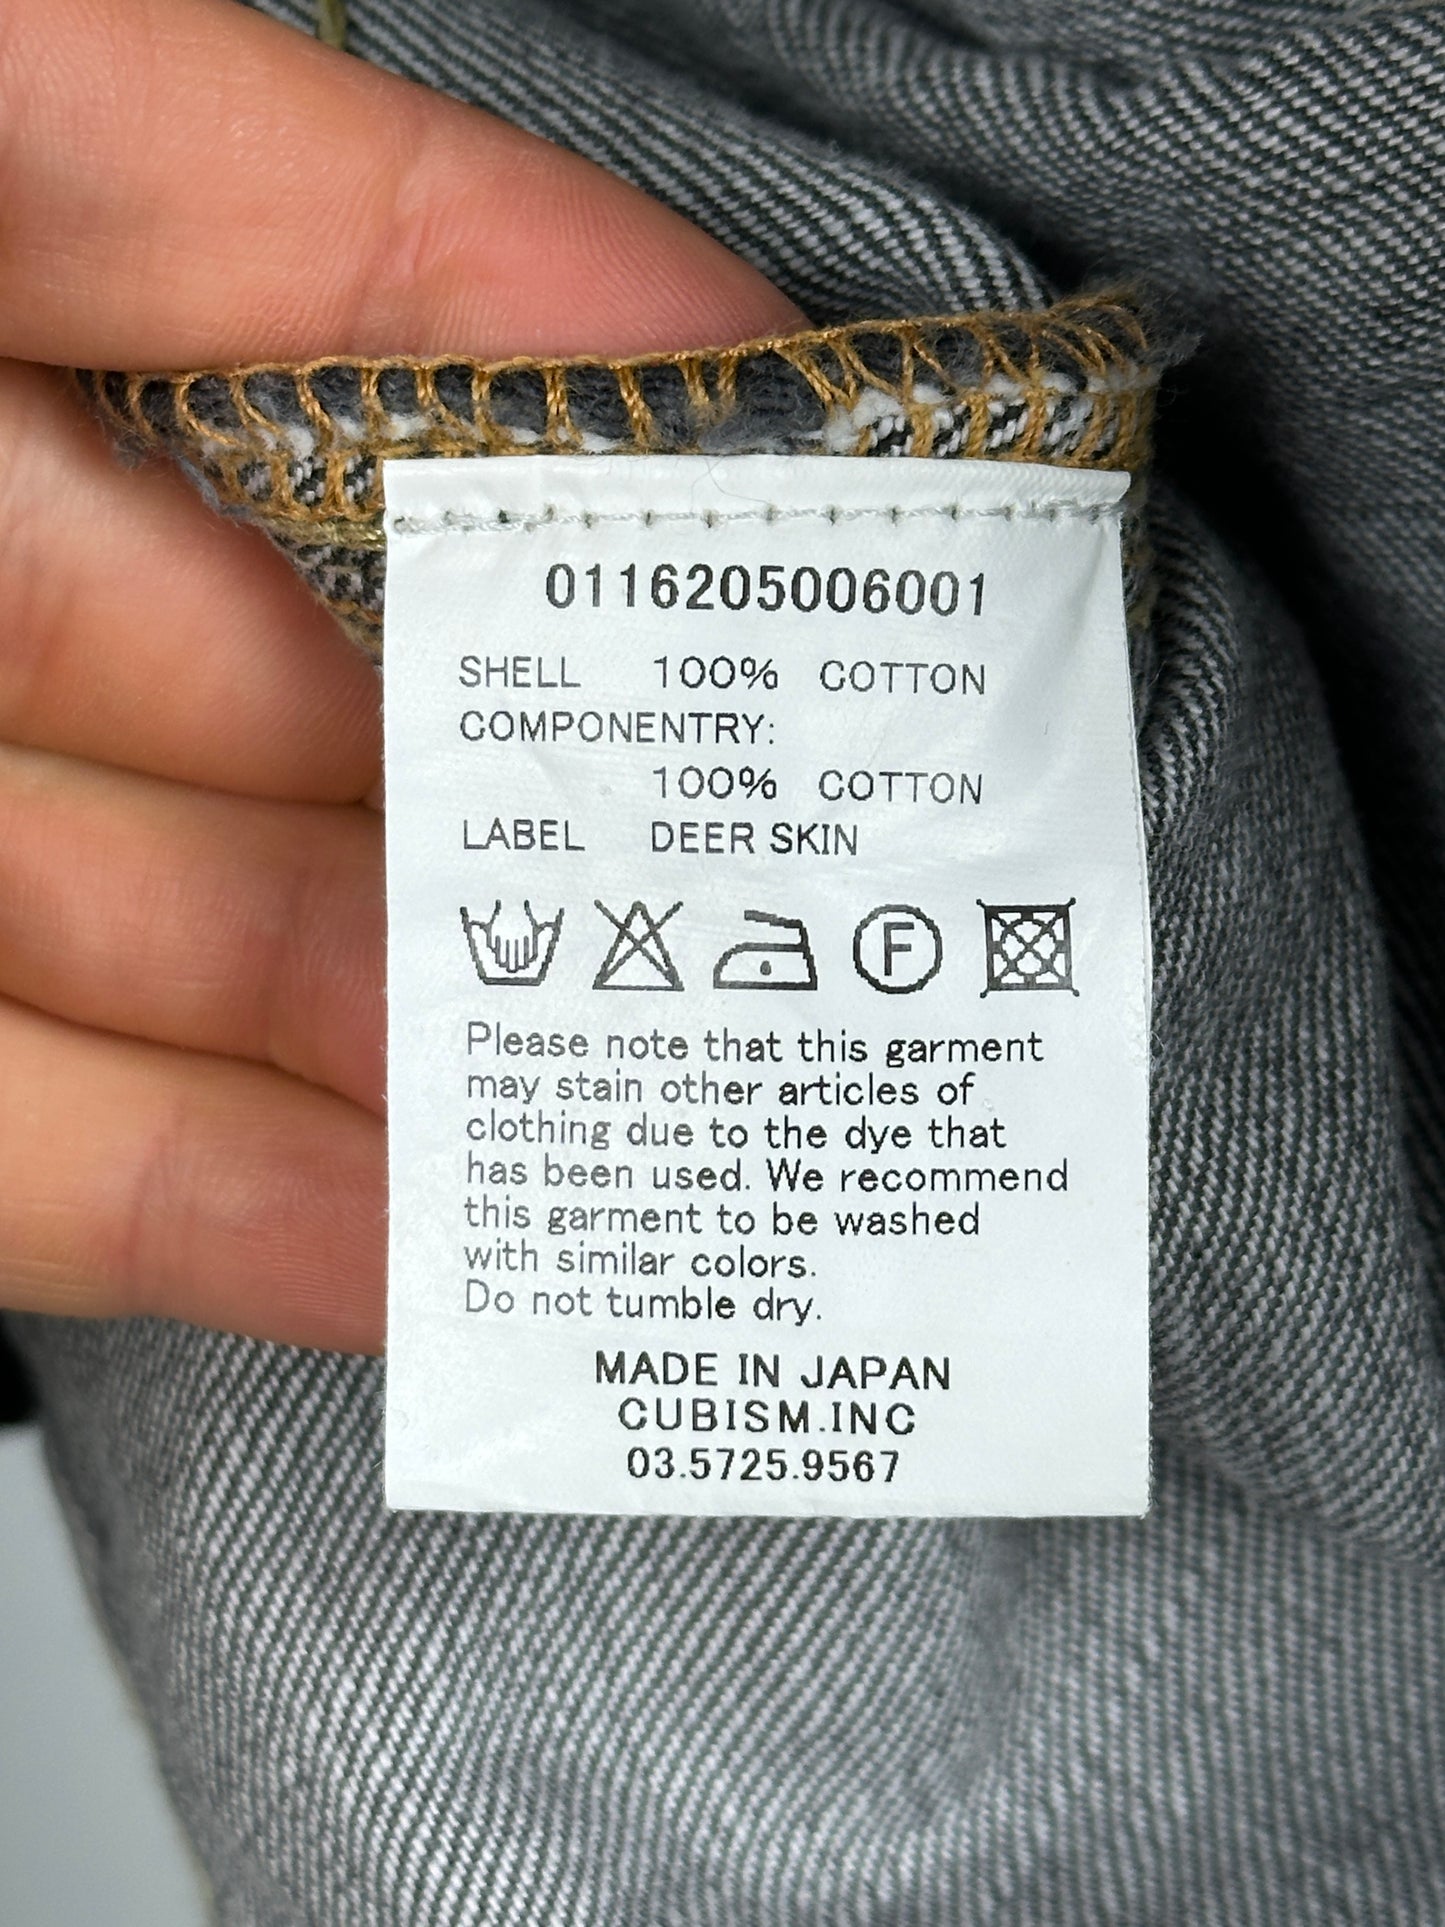 0116205006001
SHELL 100% COTTON
COMPONENTRY:
100% COTTON
LABEL DEER SKIN
F
Please note that this garment
may stain other articles of
clothing due to the dye that
has been used. We recommend
this garment to be washed
with similar colors.
Do not tumble dry.
MADE IN JAPAN
CUBISM.INC
03.5725.9567